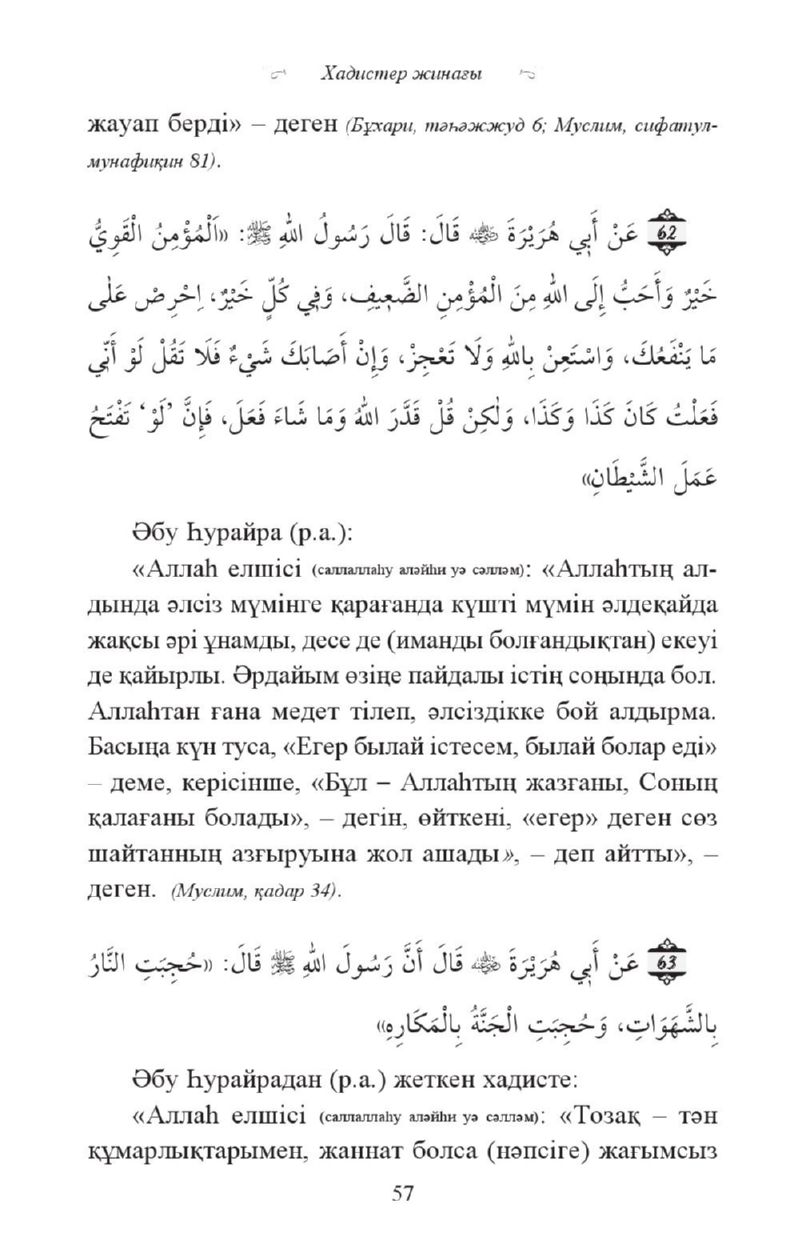 Хадистер жинағы
жауап берді» – деген (Бұхари, тәһәжжуд 6; Муслим, сифатул-
мунафиқин 81).
62 عَنْ أَبِي هُرَيْرَةَ ﷺ قَالَ: قَالَ رَسُولُ اللهِ ﷺ: «اَلْمُؤْمِنُ الْقَوِيُّ
خَيْرٌ وَأَحَبُّ إِلَى اللهِ مِنَ الْمُؤْمِنِ الضَّعِيفِ، وَفِي كُلٍّ خَيْرٌ، اِحْرِصْ عَلٰى
مَا يَنْفَعُكَ، وَاسْتَعِنْ بِاللهِ وَلَا تَعْجِزْ، وَإِنْ أَصَابَكَ شَيْءٌ فَلَا تَقُلْ لَوْ أَنِّي
فَعَلْتُ كَانَ كَذَا وَكَذَا، وَلٰكِنْ قُلْ قَدَّرَ اللهُ وَمَا شَاءَ فَعَلَ، فَإِنَّ ’لَوْ‘ تَفْتَحُ
عَمَلَ الشَّيْطَانِ»
Әбу Һурайра (р.а.):
«Аллаһ елшісі (саллаллаһу аләйһи уә сәлләм): «Аллаһтың ал-
дында әлсіз мүмінге қарағанда күшті мүмін әлдеқайда
жақсы әрі ұнамды, десе де (иманды болғандықтан) екеуі
де қайырлы. Әрдайым өзіңе пайдалы істің соңында бол.
Аллаһтан ғана медет тілеп, әлсіздікке бой алдырма.
Басыңа күн туса, «Егер былай істесем, былай болар еді»
– деме, керісінше, «Бұл – Аллаһтың жазғаны, Соның
қалағаны болады», – дегін, өйткені, «егер» деген сөз
шайтанның азғыруына жол ашады», – деп айтты», –
деген. (Муслим, қадар 34).
63 عَنْ أَبِي هُرَيْرَةَ ﷺ قَالَ أَنَّ رَسُولَ اللهِ ﷺ قَالَ: «حُجِبَتِ النَّارُ
بِالشَّهَوَاتِ، وَحُجِبَتِ الْجَنَّةُ بِالْمَكَارِهِ»
Әбу Һурайрадан (р.а.) жеткен хадисте:
«Аллаһ елшісі (саллаллаһу аләйһи уә сәлләм): «Тозақ – тән
құмарлықтарымен, жаннат болса (нәпсіге) жағымсыз
57